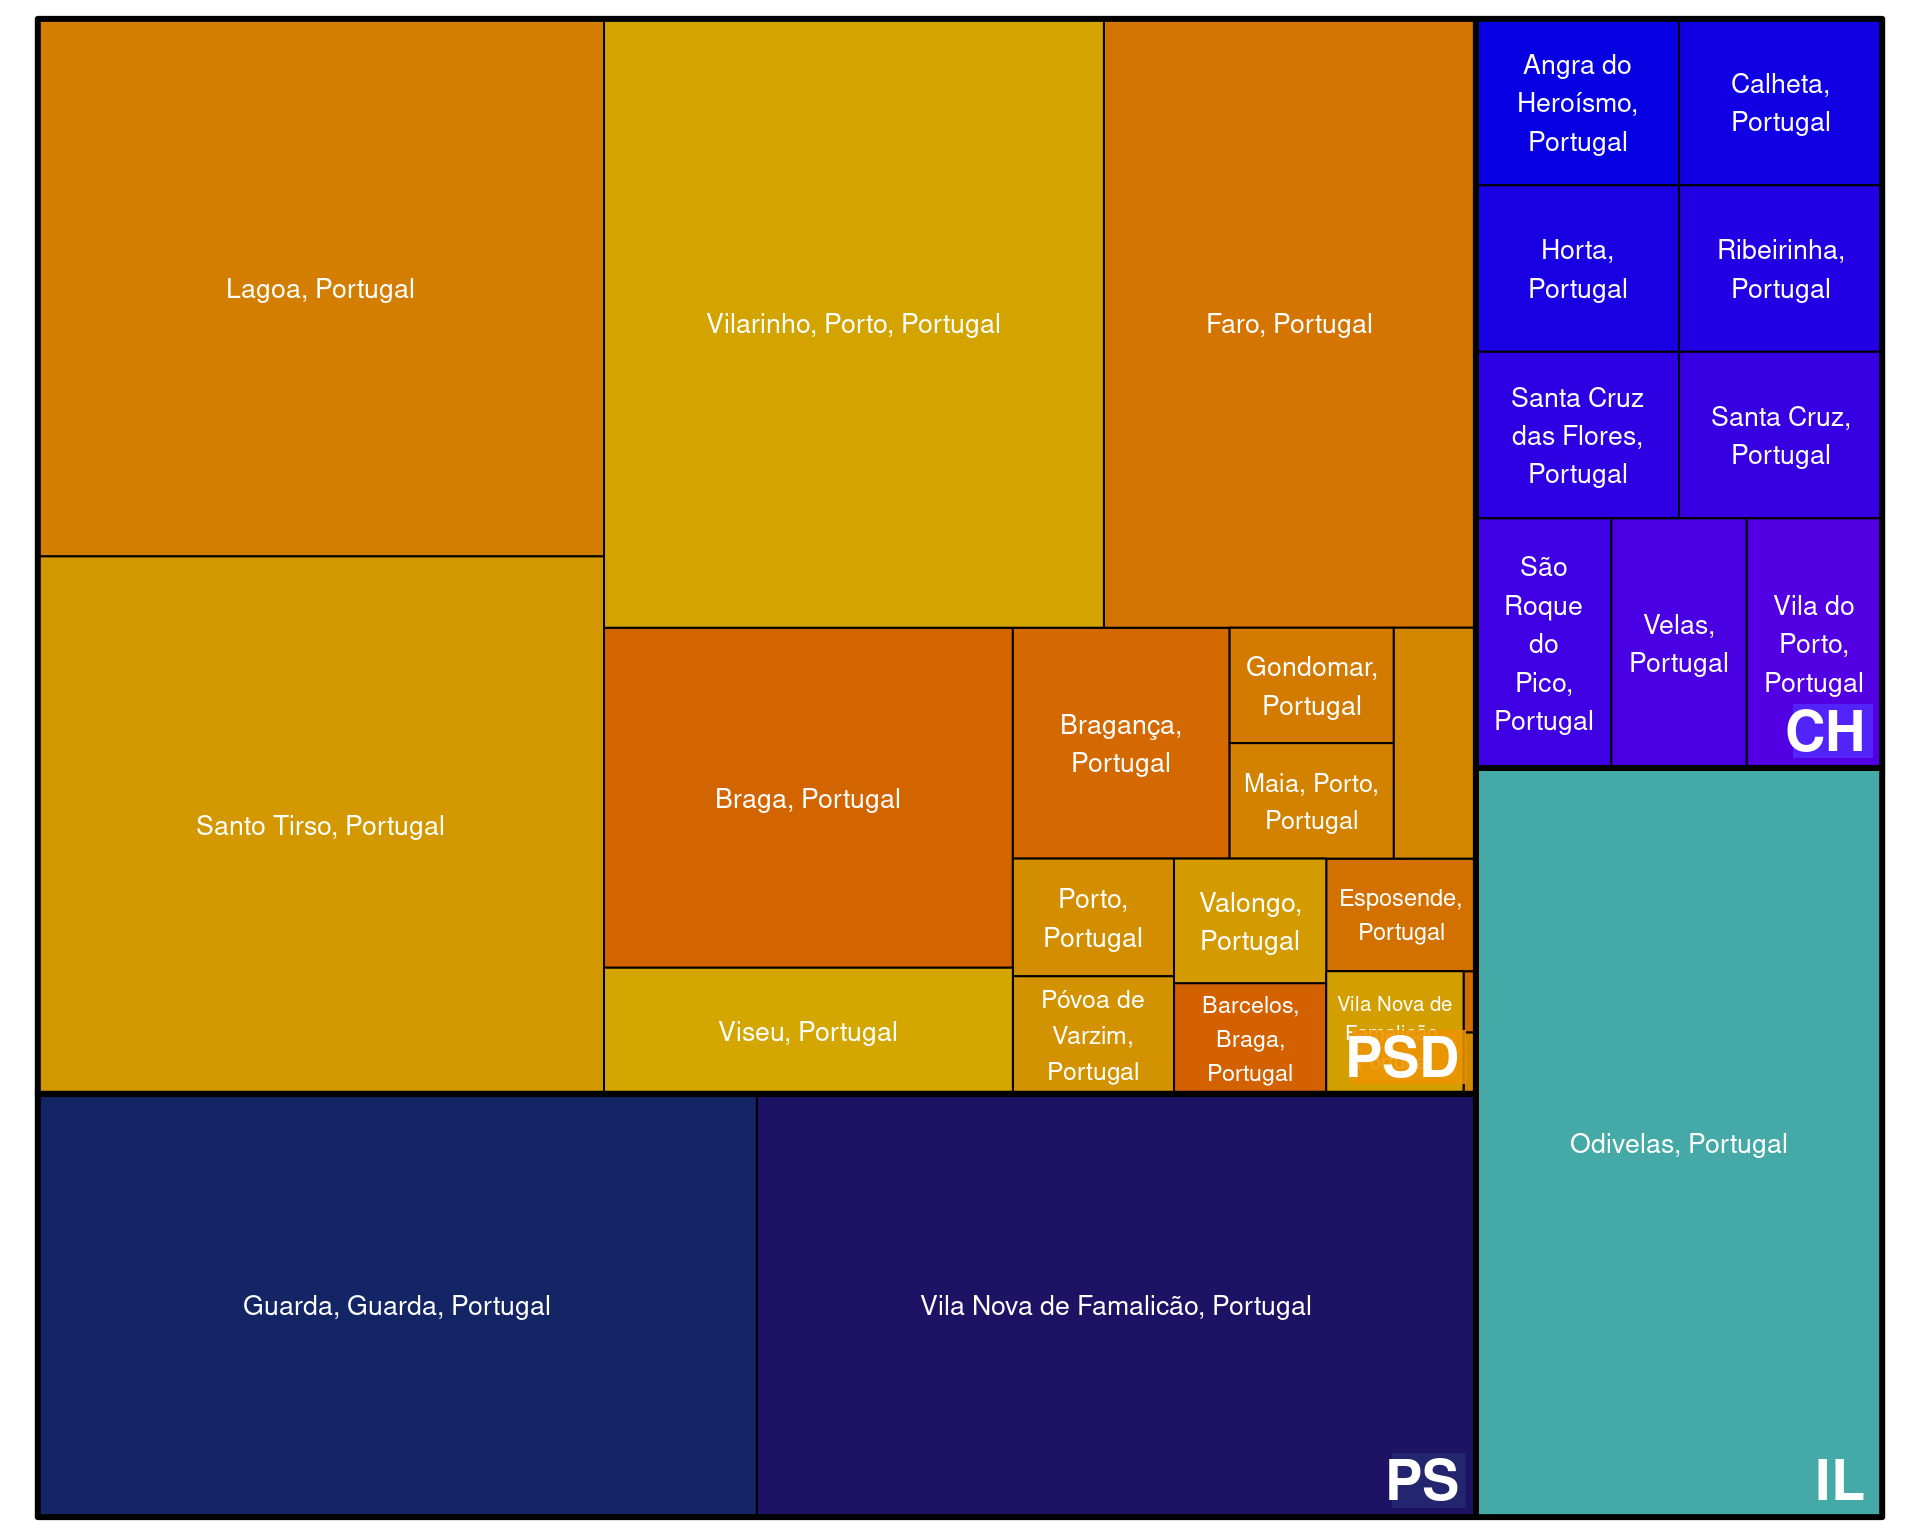 Lagoa, Portugal
Vilarinho, Porto, Portugal
Faro, Portugal
Santo Tirso, Portugal
Braga, Portugal
Viseu, Portugal
Bragança,
Portugal
Gondomar,
Portugal
Maia, Porto,
Portugal
Porto,
Portugal
Póvoa de
Varzim,
Portugal
Valongo,
Portugal
Barcelos,
Braga,
Portugal
Esposende,
Portugal
Vila Nova de
Famalicão,
PSD
Angra do
Heroísmo,
Portugal
Calheta,
Portugal
Horta,
Portugal
Ribeirinha,
Portugal
Santa Cruz
das Flores,
Portugal
Santa Cruz,
Portugal
São
Roque
do
Pico,
Portugal
Velas,
Portugal
Vila do
Porto,
Portugal
CH
Guarda, Guarda, Portugal
Vila Nova de Famalicão, Portugal
PS
Odivelas, Portugal
IL